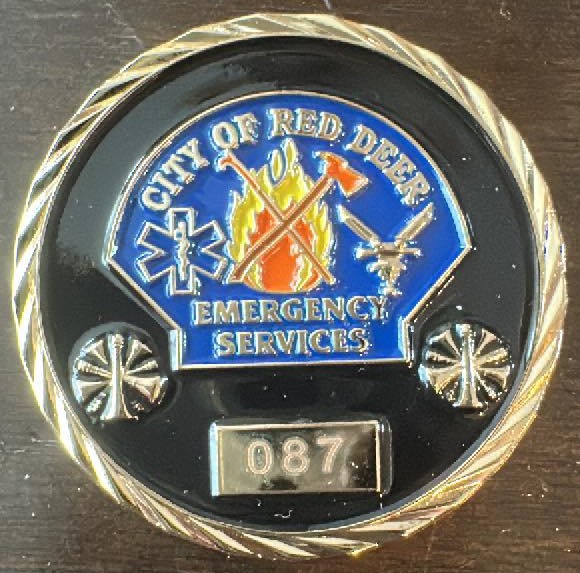 CITY OF RED DEER
EMERGENCY
SERVICES
087